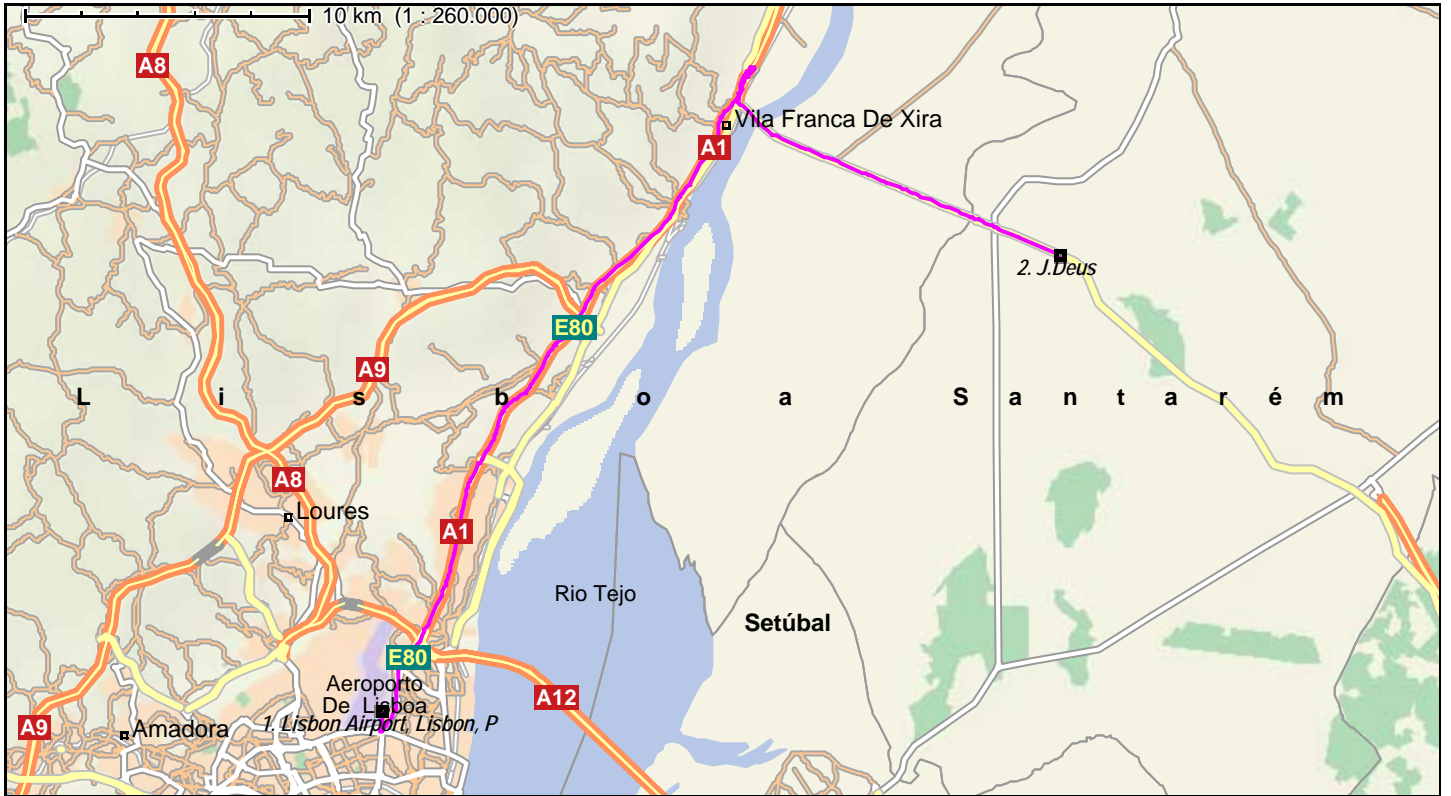 10 km (1 : 260.000)
A8
Vila Franca De Xira
A1
2. J.Deus
E80
A9
L i s b o a
S a n t a r é m
A8
Loures
A1
Rio Tejo
Setúbal
E80
Aeroporto
De Lisboa
A12
1. Lisbon Airport, Lisbon, P
A9
Amadora